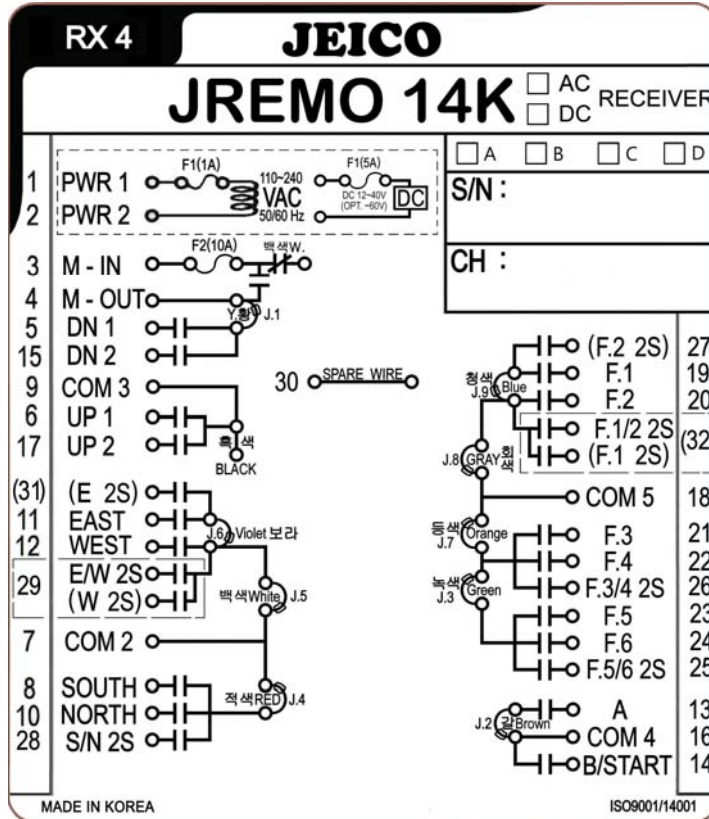 RX 4
JEICO
JREMO 14K
AC
DC
RECEIVER
A B C D
S/N :
CH :
1 PWR 1
2 PWR 2
F1(1A)
110~240
VAC
50/60 Hz
F1(5A)
DC 12~40V
(OPT. ~60V)
DC
3 M - IN
F2(10A)
백색W.
4 M - OUT
Y.황
J.1
5 DN 1
15 DN 2
9 COM 3
6 UP 1
17 UP 2
흑색
BLACK
30 SPARE WIRE
(31) (E 2S)
11 EAST
12 WEST
J.6 Violet 보라
29 E/W 2S
(W 2S)
백색White J.5
7 COM 2
8 SOUTH
10 NORTH
28 S/N 2S
적색RED J.4
(F.2 2S) 27
F.1 19
F.2 20
청색
J.9 Blue
F.1/2 2S
(F.1 2S)
(32
J.8 GRAY 회색
COM 5 18
등색
J.7 Orange
F.3 21
F.4 22
F.3/4 2S 26
녹색
J.3 Green
F.5 23
F.6 24
F.5/6 2S 25
A 13
J.2 갈Brown
COM 4 16
B/START 14
MADE IN KOREA
ISO9001/14001